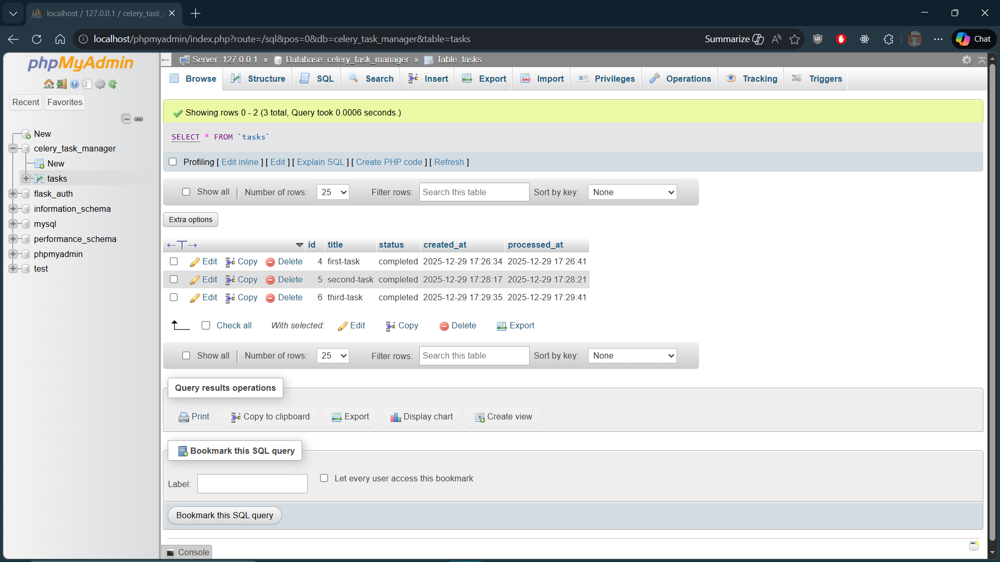 localhost / 127.0.0.1 / celery_task_
localhost/phpmyadmin/index.php?route=/sql&pos=0&db=celery_task_manager&table=tasks
Summarize
Chat
phpMyAdmin
Recent
Favorites
New
celery_task_manager
New
tasks
flask_auth
information_schema
mysql
performance_schema
phpmyadmin
test
Server: 127.0.0.1 » Database: celery_task_manager » Table: tasks
Browse Structure SQL Search Insert Export Import Privileges Operations Tracking Triggers
Showing rows 0 - 2 (3 total, Query took 0.0006 seconds.)
SELECT * FROM `tasks`
Profiling [ Edit inline ] [ Edit ] [ Explain SQL ] [ Create PHP code ] [ Refresh ]
Show all | Number of rows: 25 Filter rows: Search this table Sort by key: None
Extra options
←T→ id title status created_at processed_at
Edit Copy Delete 4 first-task completed 2025-12-29 17:26:34 2025-12-29 17:26:41
Edit Copy Delete 5 second-task completed 2025-12-29 17:28:17 2025-12-29 17:28:21
Edit Copy Delete 6 third-task completed 2025-12-29 17:29:35 2025-12-29 17:29:41
Check all With selected: Edit Copy Delete Export
Show all | Number of rows: 25 Filter rows: Search this table Sort by key: None
Query results operations
Print Copy to clipboard Export Display chart Create view
Bookmark this SQL query
Label: Let every user access this bookmark
Bookmark this SQL query
Console